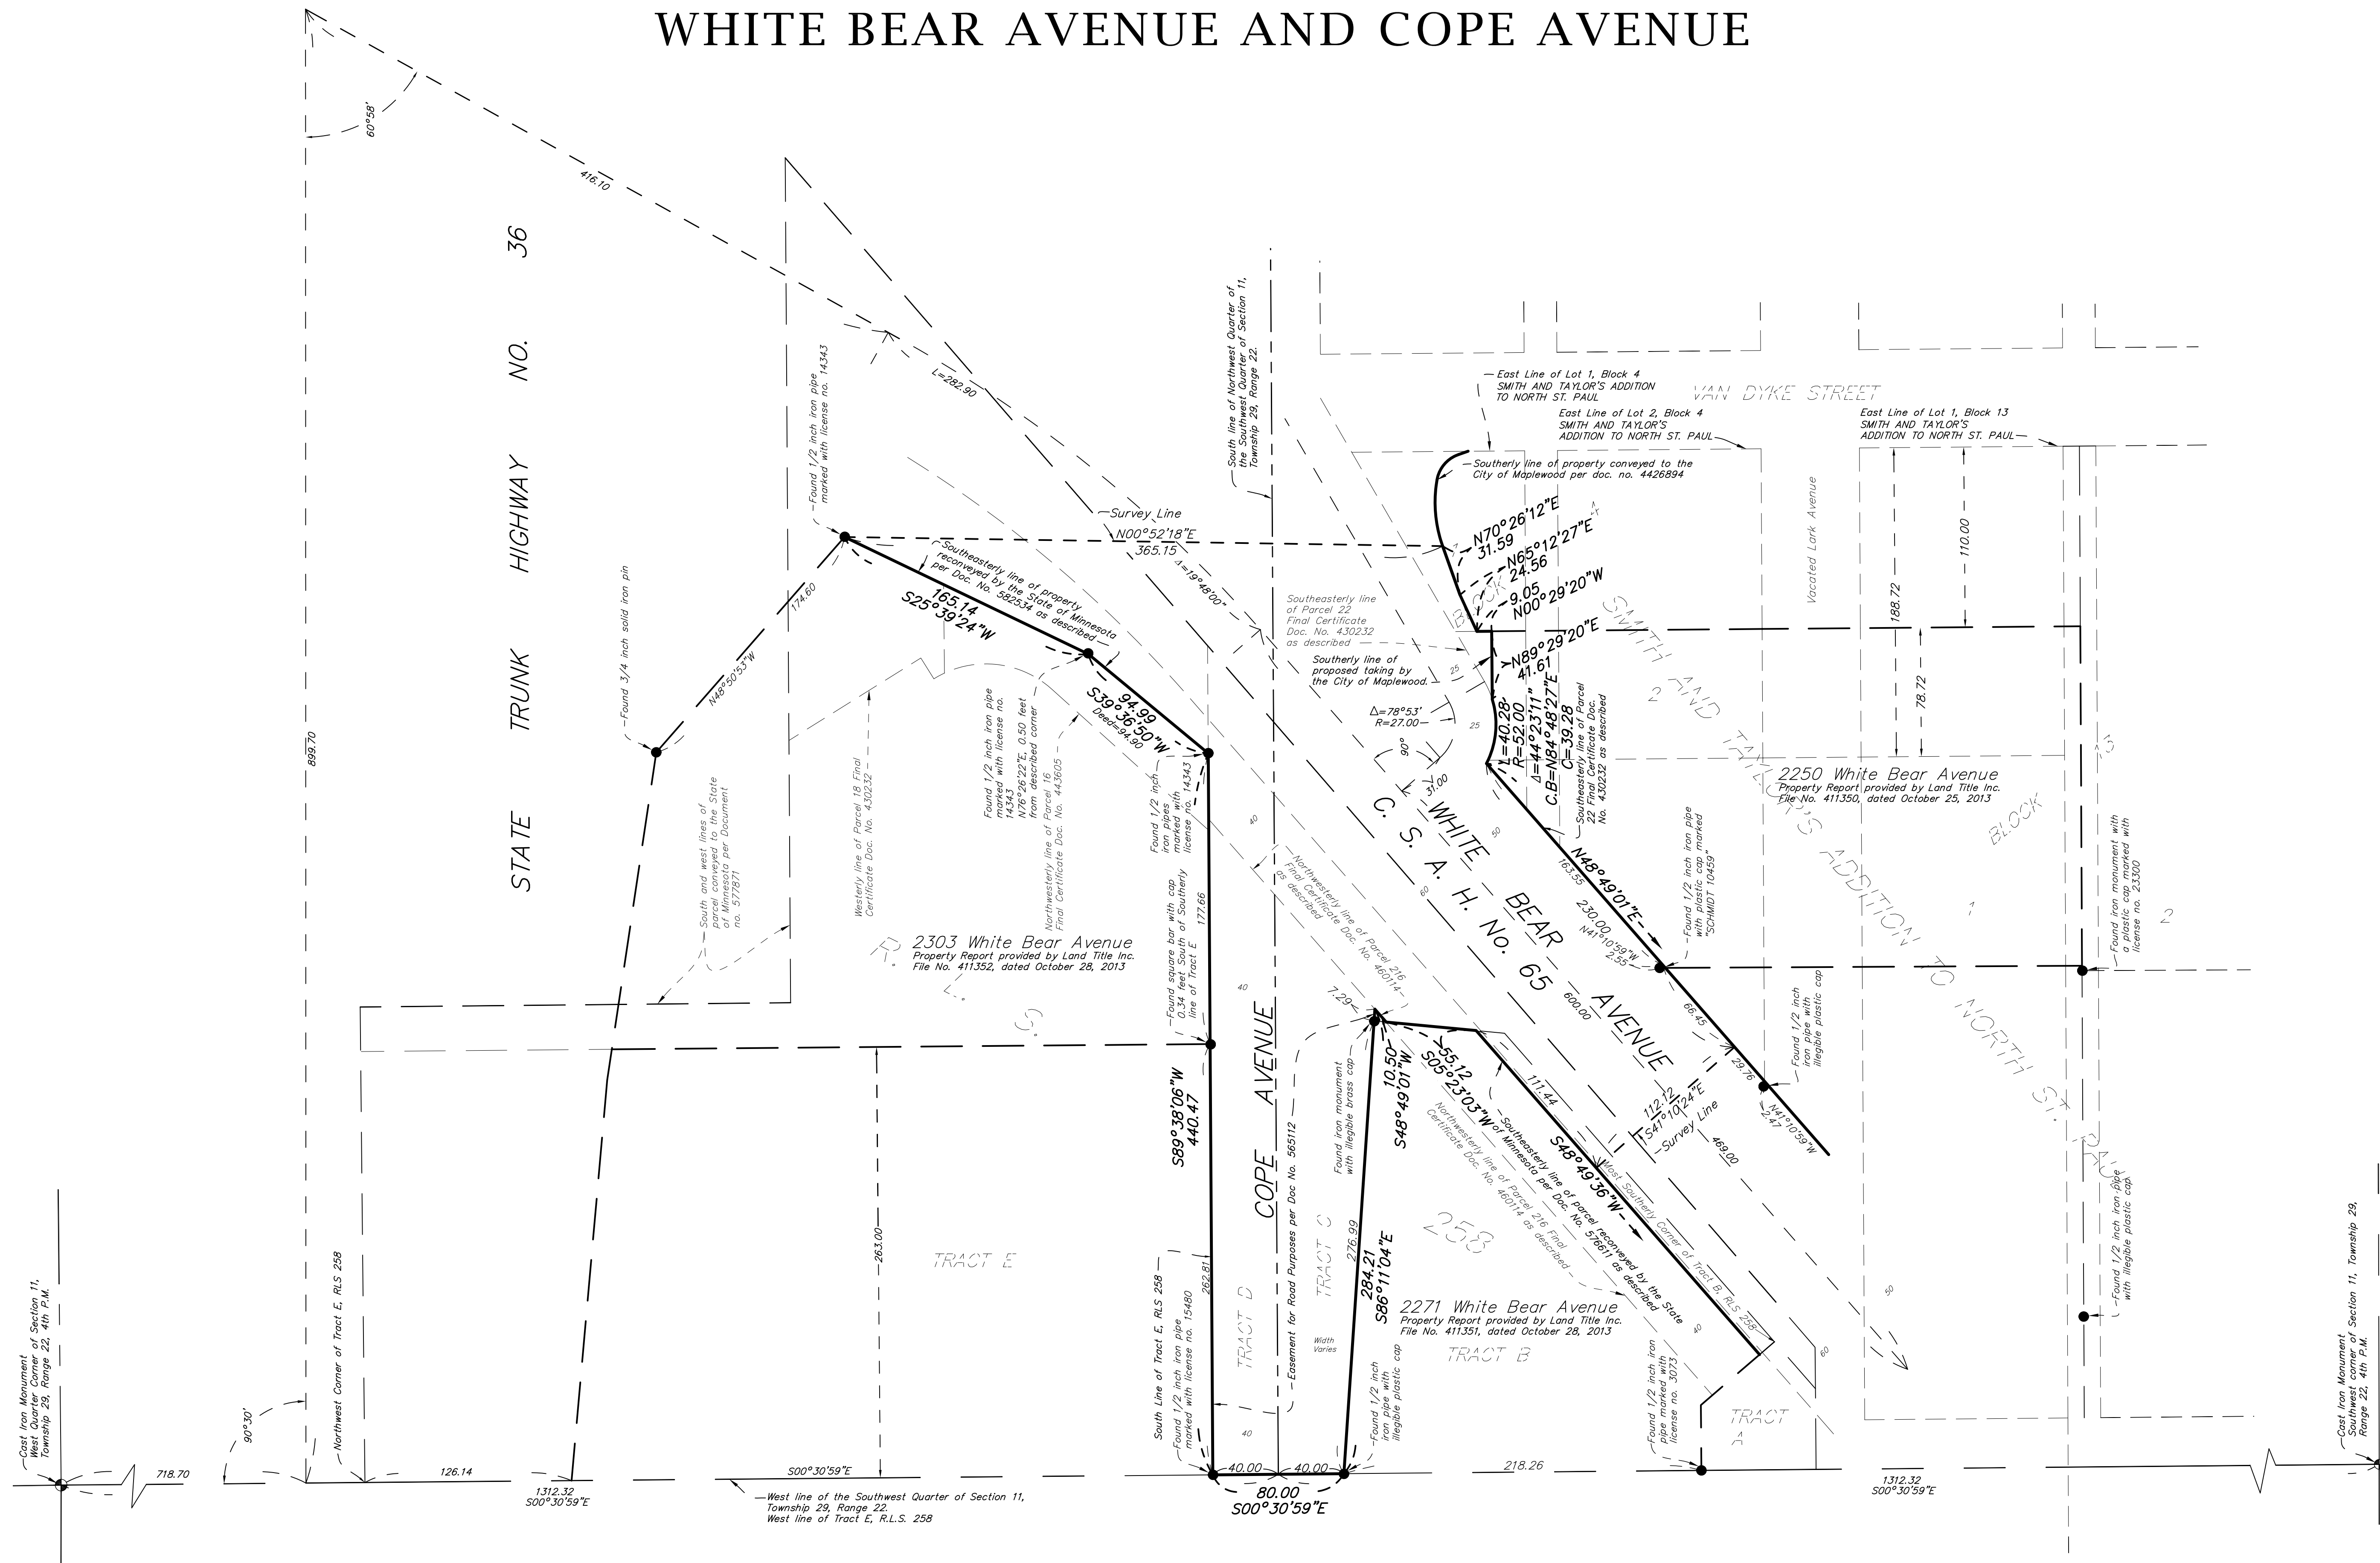 WHITE BEAR AVENUE AND COPE AVENUE
60°58'
416.10
899.70
STATE TRUNK HIGHWAY NO. 36
L=282.90
Found 1/2 inch iron pipe
marked with license no. 14343
Found 3/4 inch solid iron pin
174.60
N48°50'53"W
Southeasterly line of property
reconveyed by the State of Minnesota
per Doc. No. 582534 as described
165.14
S25°39'24"W
94.99
S39°36'50"W
Deed=94.90
Survey Line
N00°52'18"E
365.15
Δ=19°48'00"
South line of Northwest Quarter of
the Southwest Quarter of Section 11,
Township 29, Range 22.
Found 1/2 inch iron pipe
marked with license no.
14343
N76°26'22"E, 0.50 feet
from described corner
Northwesterly line of Parcel 16
Final Certificate Doc. No. 443605
Westerly line of Parcel 18 Final
Certificate Doc. No. 430232
South and west lines of
parcel conveyed to the State
of Minnesota per Document
no. 577871
Found 1/2 inch
iron pipes
marked with
license no. 14343
177.66
Found square bar with cap
0.34 feet South of Southerly
line of Tract E
2303 White Bear Avenue
Property Report provided by Land Title Inc.
File No. 411352, dated October 28, 2013
R. L. S.
258
East Line of Lot 1, Block 4
SMITH AND TAYLOR'S ADDITION
TO NORTH ST. PAUL
VAN DYKE STREET
East Line of Lot 2, Block 4
SMITH AND TAYLOR'S
ADDITION TO NORTH ST. PAUL
East Line of Lot 1, Block 13
SMITH AND TAYLOR'S
ADDITION TO NORTH ST. PAUL
Southerly line of property conveyed to the
City of Maplewood per doc. no. 4426894
N70°26'12"E
31.59
N65°12'27"E
24.56
9.05
N00°29'20"W
BLOCK
4
Southeasterly line
of Parcel 22
Final Certificate
Doc. No. 430232
as described
Southerly line of
proposed taking by
the City of Maplewood.
25
N89°29'20"E
41.61
25
Δ=78°53'
R=27.00
90°
31.00
L=40.28
R=52.00
Δ=44°23'11"
C.B=N84°48'27"E
C=39.28
Southeasterly line of Parcel
22 Final Certificate Doc.
No. 430232 as described
Vacated Lark Avenue
188.72
110.00
78.72
2
2250 White Bear Avenue
Property Report provided by Land Title Inc.
File No. 411350, dated October 25, 2013
SMITH AND TAYLOR'S ADDITION TO NORTH ST. PAUL
BLOCK
1
2
Found iron monument with
a plastic cap marked with
license no. 23300
WHITE BEAR AVENUE
C. S. A. H. No. 65
40
50
60
N48°49'01"E
163.55
230.00
N41°10'59"W
2.55
Found 1/2 inch iron pipe
with plastic cap marked
"SCHMIDT 10459"
66.45
29.76
Found 1/2 inch
iron pipe with
illegible plastic cap
N41°10'59"W
2.47
600.00
469.00
Northwesterly line of Parcel 216
Final Certificate Doc. No. 460114
as described
7.29
40
COPE AVENUE
S89°38'06"W
440.47
Found iron monument
with illegible brass cap
10.50
S48°49'01"W
55.12
S05°23'03"W
111.44
112.12
S41°10'24"E
Survey Line
S48°49'36"W
Most Southerly Corner of Tract B, RLS 258
Southeasterly line of parcel reconveyed by the State
of Minnesota per Doc. No. 576611 as described
Northwesterly line of Parcel 216 Final
Certificate Doc. No. 460114 as described
Easement for Road Purposes per Doc No. 565112
TRACT C
276.99
284.21
S86°11'04"E
Width
Varies
2271 White Bear Avenue
Property Report provided by Land Title Inc.
File No. 411351, dated October 28, 2013
TRACT B
40
60
50
TRACT
A
Found 1/2 inch iron pipe
with illegible plastic cap
Found 1/2 inch iron
pipe marked with
license no. 3073
Found 1/2 inch
iron pipe with
illegible plastic cap
TRACT D
40
262.81
South Line of Tract E, RLS 258
Found 1/2 inch iron pipe
marked with license no. 15480
TRACT E
263.00
Northwest Corner of Tract E, RLS 258
90°30'
Cast Iron Monument
West Quarter Corner of Section 11,
Township 29, Range 22, 4th P.M.
718.70
126.14
1312.32
S00°30'59"E
S00°30'59"E
West line of the Southwest Quarter of Section 11,
Township 29, Range 22.
West line of Tract E, R.L.S. 258
40.00
40.00
80.00
S00°30'59"E
218.26
1312.32
S00°30'59"E
Cast Iron Monument
Southwest corner of Section 11, Township 29,
Range 22, 4th P.M.